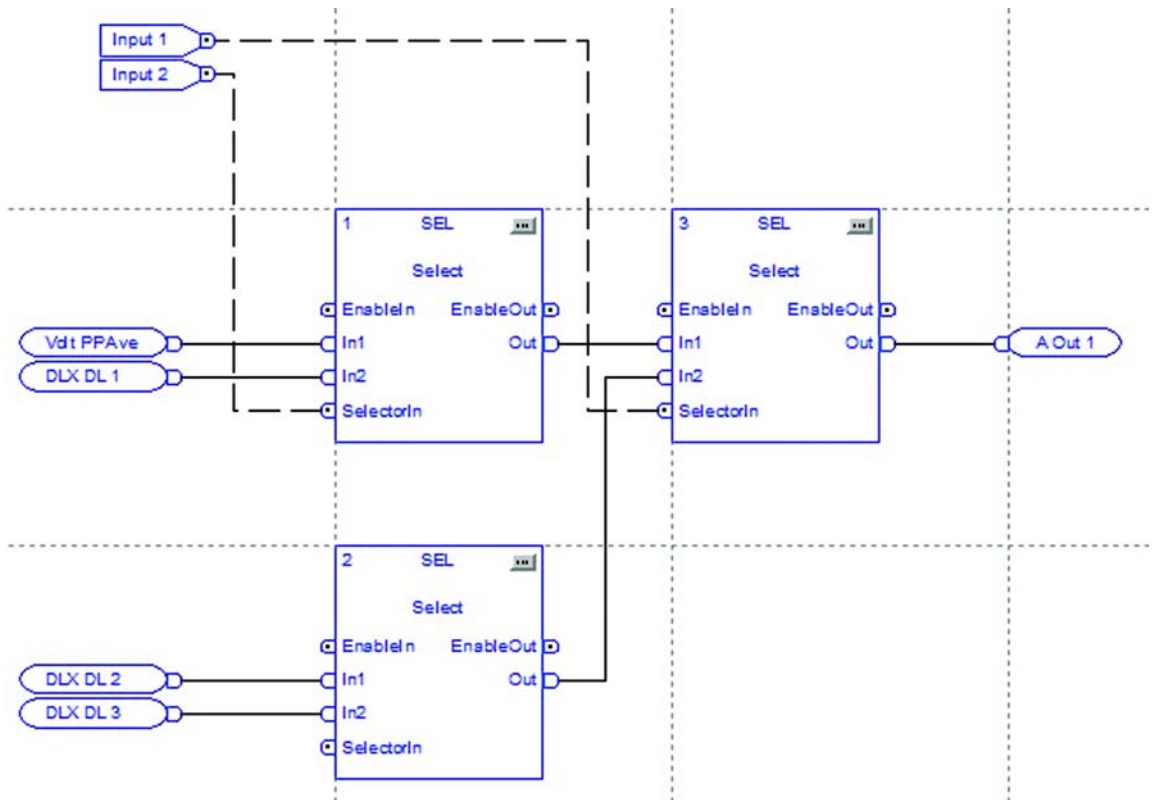 Input 1
Input 2
1 SEL
Select
EnableIn EnableOut
In1 Out
In2
SelectorIn
3 SEL
Select
EnableIn EnableOut
In1 Out
In2
SelectorIn
Vdt PPAve
DLX DL 1
A Out 1
2 SEL
Select
EnableIn EnableOut
In1 Out
In2
SelectorIn
DLX DL 2
DLX DL 3